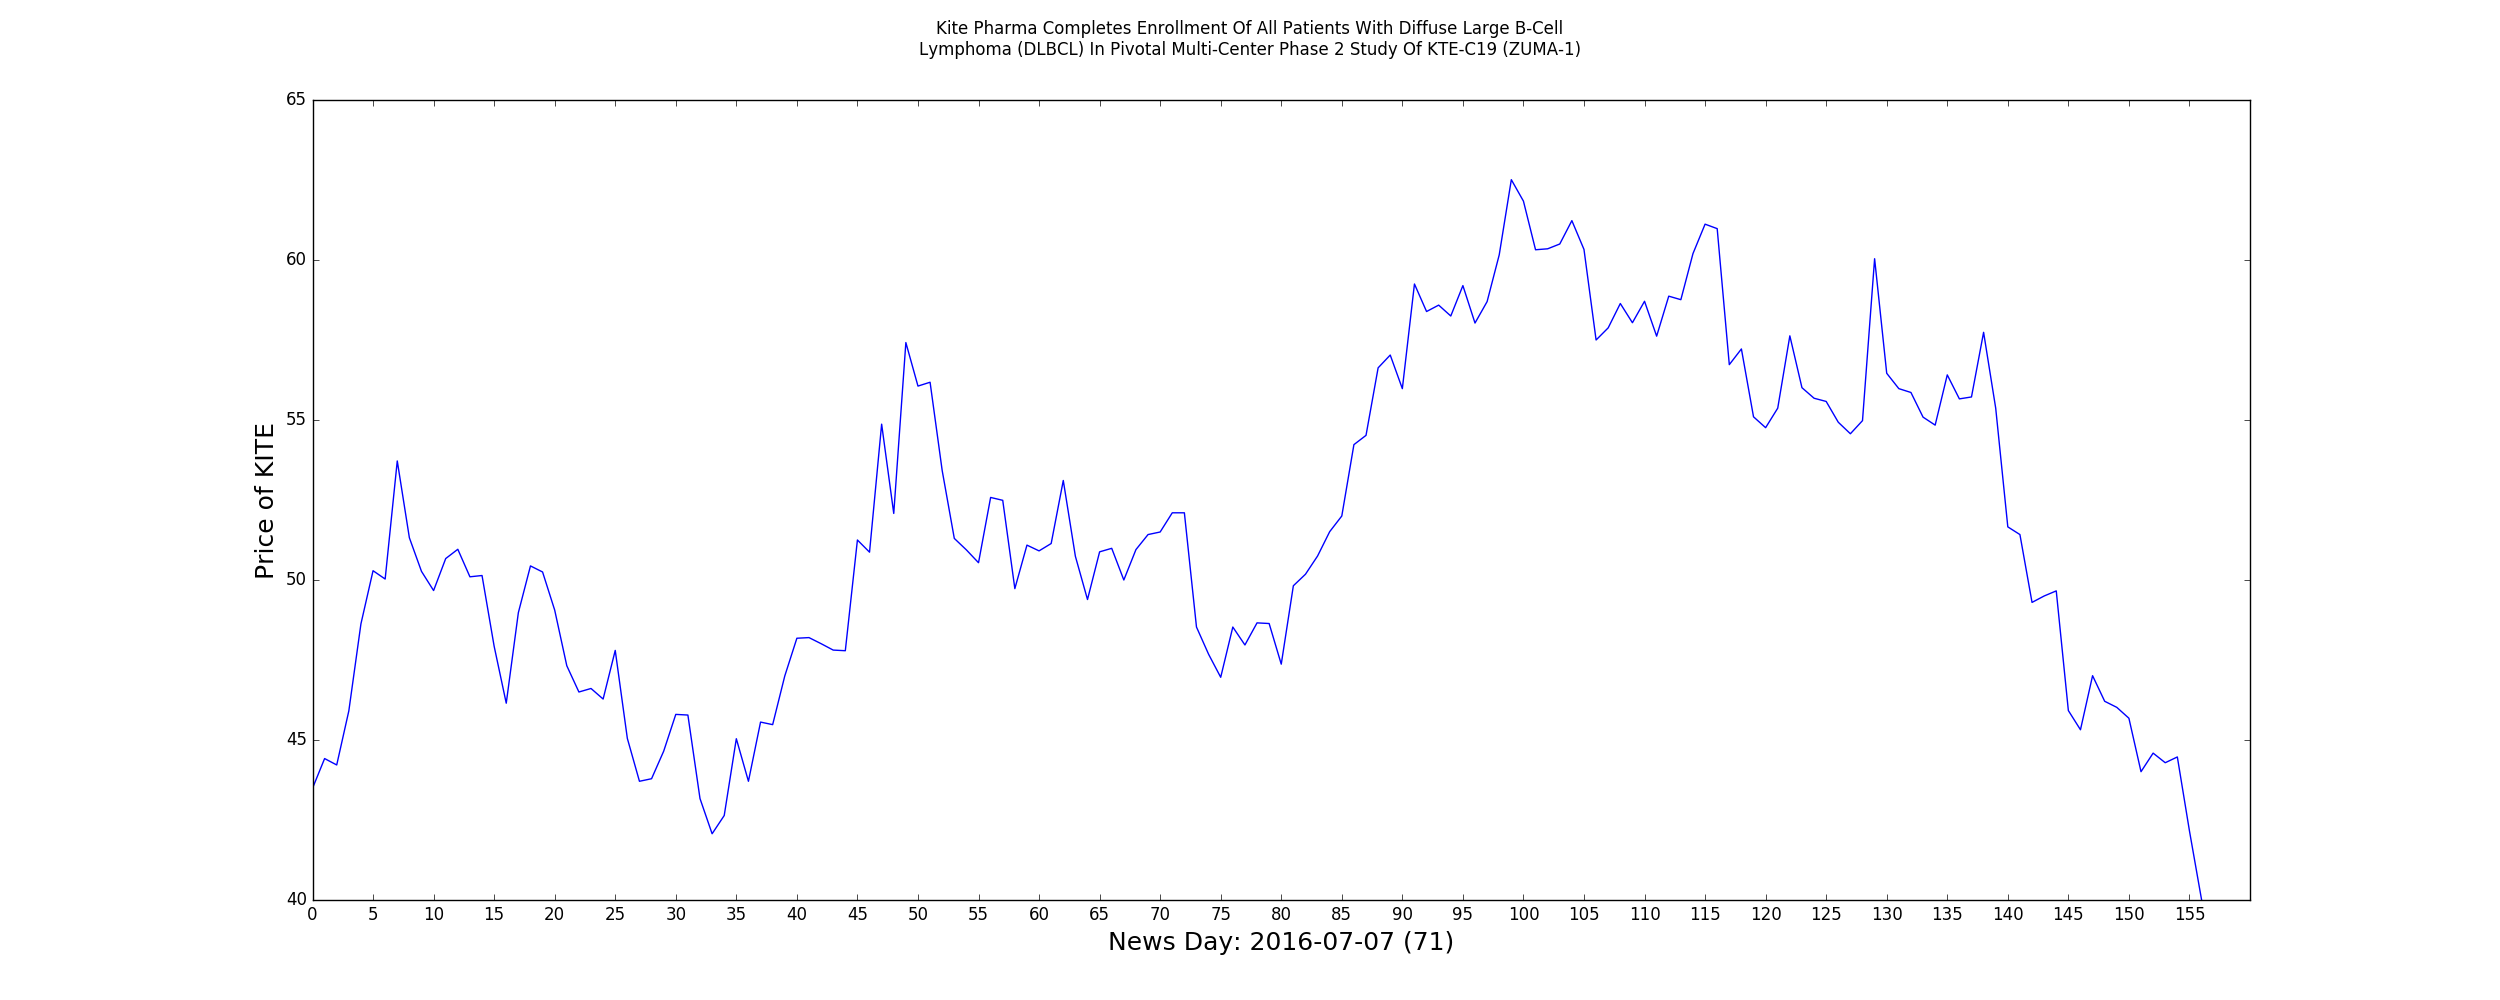 Kite Pharma Completes Enrollment Of All Patients With Diffuse Large B-Cell
Lymphoma (DLBCL) In Pivotal Multi-Center Phase 2 Study Of KTE-C19 (ZUMA-1)
65
60
55
50
45
40
Price of KITE
0 5 10 15 20 25 30 35 40 45 50 55 60 65 70 75 80 85 90 95 100 105 110 115 120 125 130 135 140 145 150 155
News Day: 2016-07-07 (71)